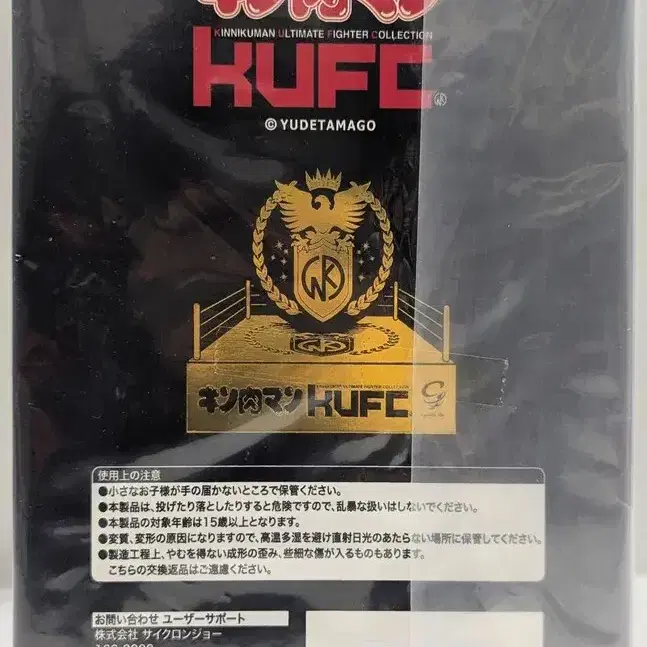 キン肉マン
KINNIKUMAN ULTIMATE FIGHTER COLLECTION
KUFC
© YUDETAMAGO
キン肉マン KUFC
使用上の注意
●小さなお子様が手の届かないところで保管ください。
●本製品は、投げたり落としたりすると危険ですので、乱暴な扱いはしないでください。
●本製品の対象年齢は15歳以上となります。
●変質、変形の原因になりますので、高温多湿を避け直射日光のあたらない場所に保管してください。
●製造工程上、やむを得ない成形の歪み、些細な傷が入るものもあります。
こちらの交換返品はご遠慮ください。
お問い合わせ ユーザーサポート
株式会社 サイクロンジョー